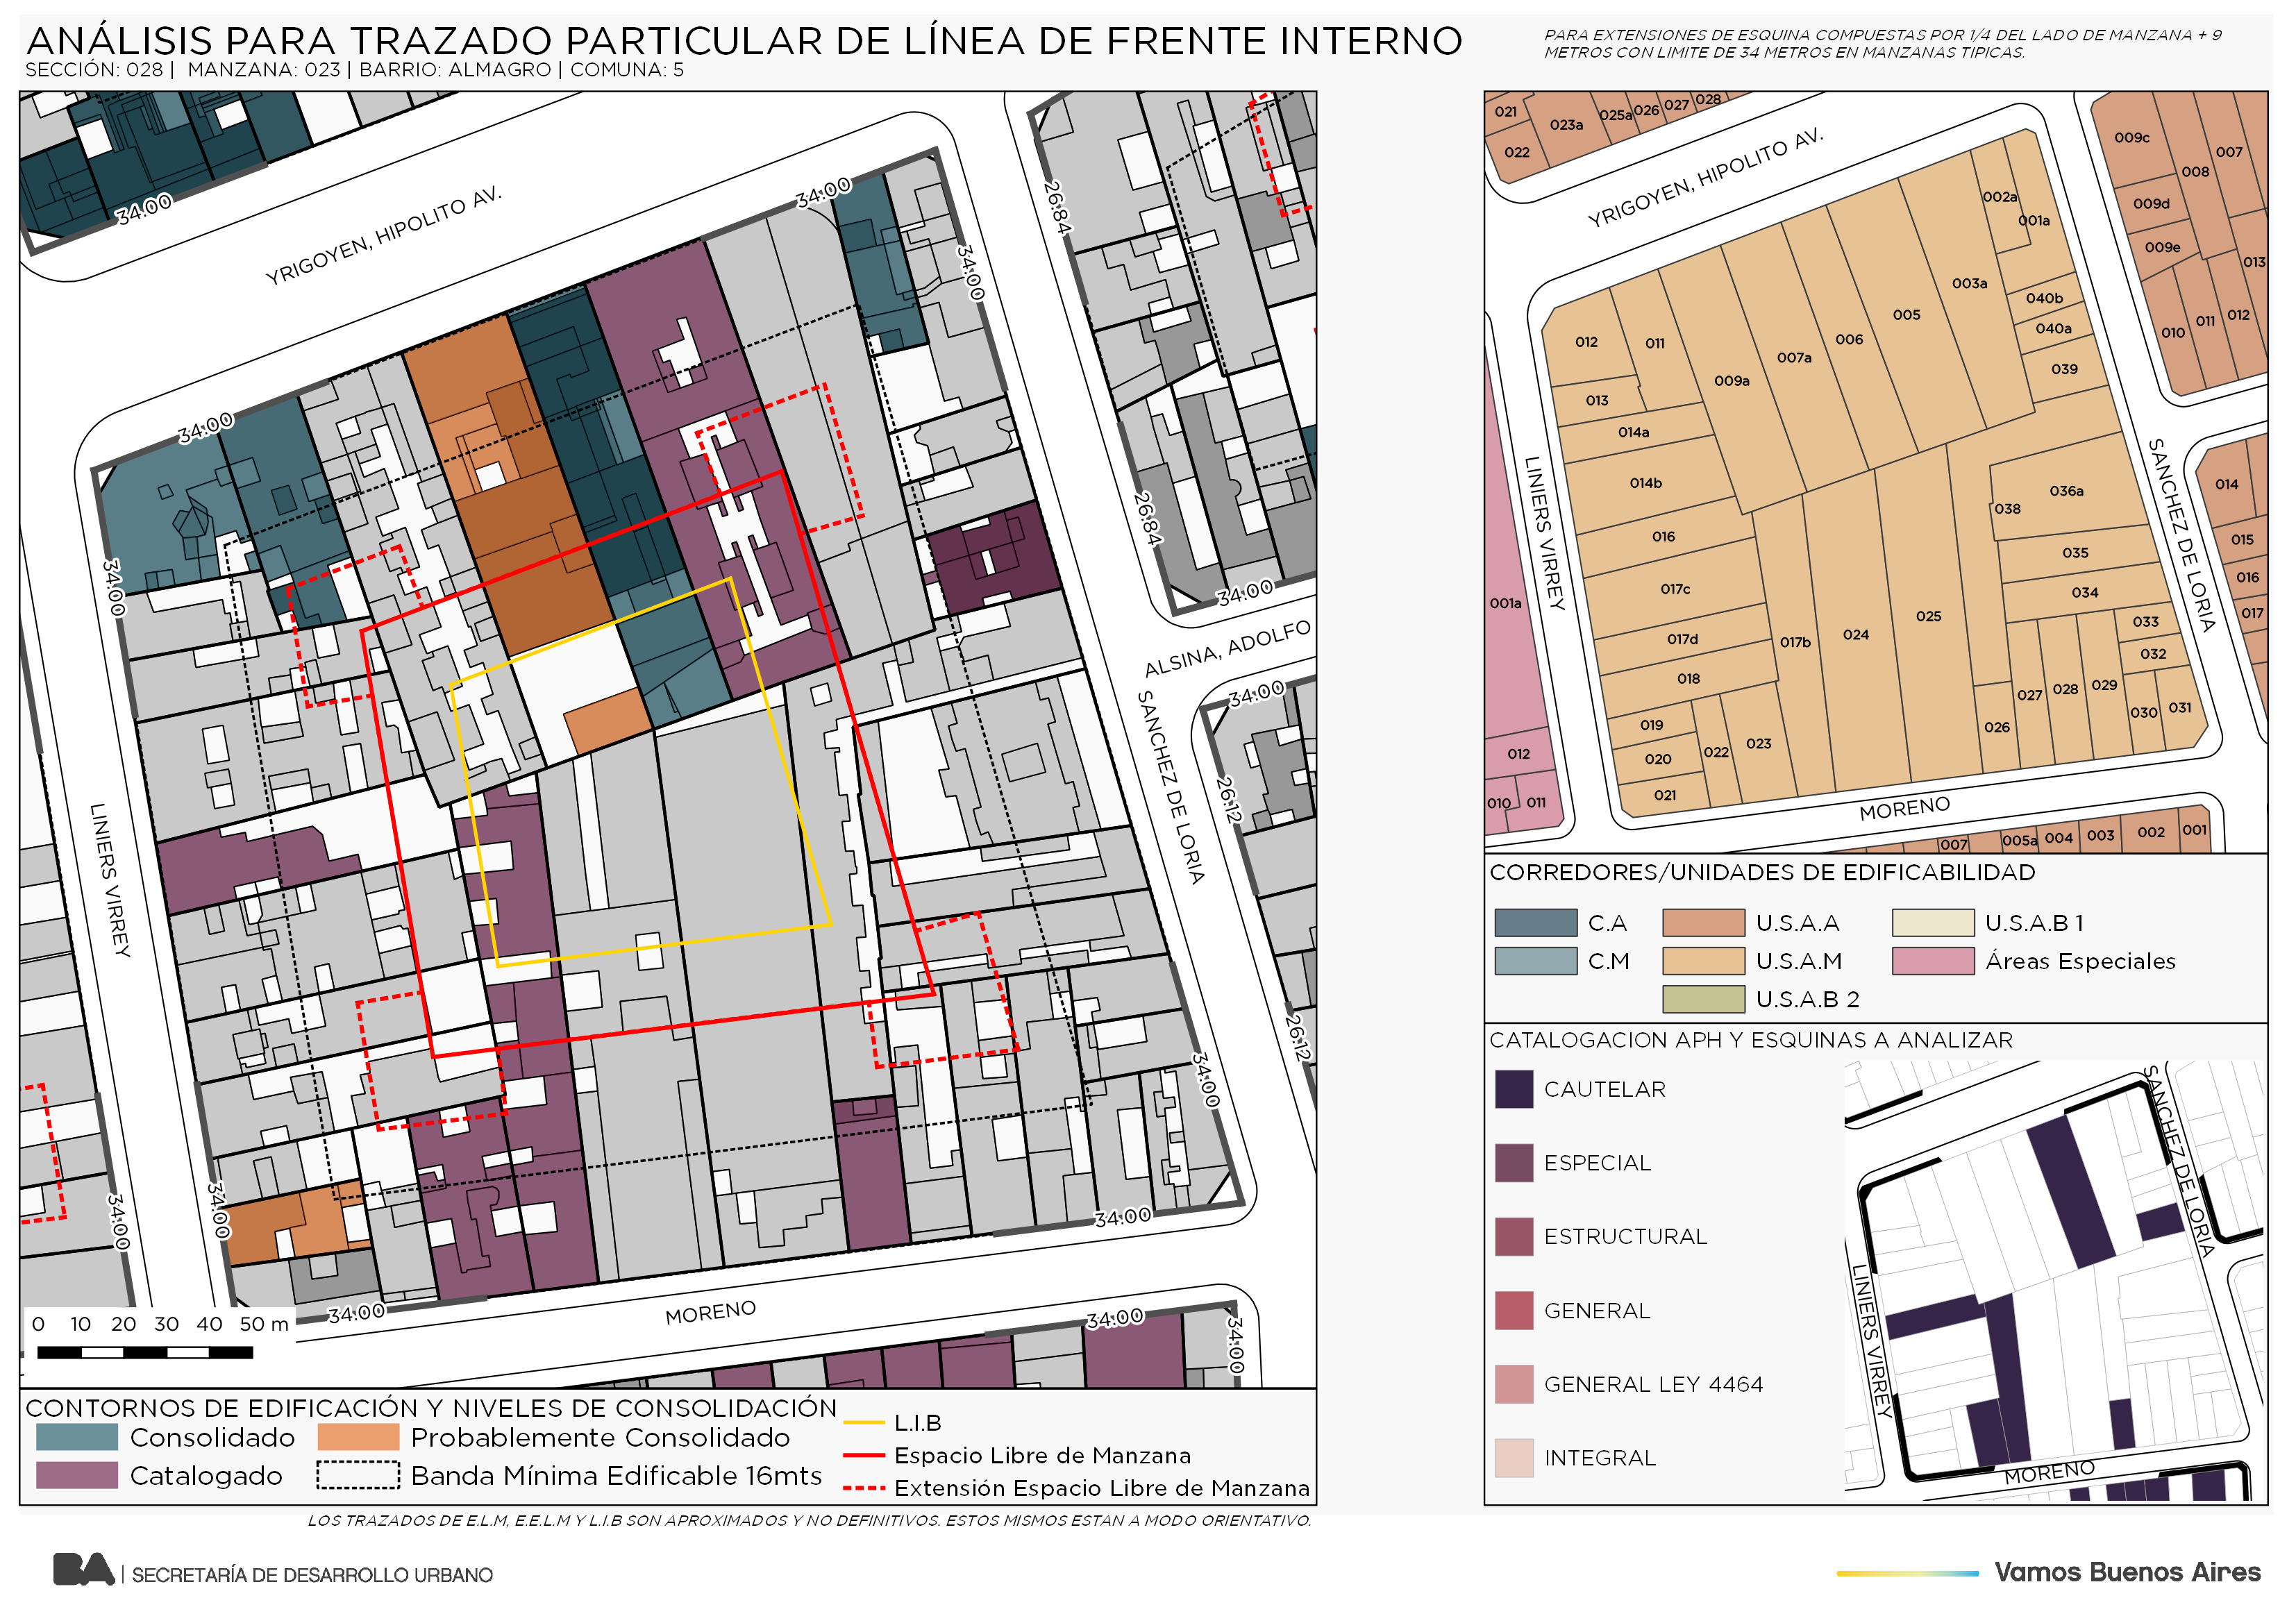 ANÁLISIS PARA TRAZADO PARTICULAR DE LÍNEA DE FRENTE INTERNO
SECCIÓN: 028 | MANZANA: 023 | BARRIO: ALMAGRO | COMUNA: 5
PARA EXTENSIONES DE ESQUINA COMPUESTAS POR 1/4 DEL LADO DE MANZANA + 9
METROS CON LIMITE DE 34 METROS EN MANZANAS TIPICAS.
34.00
YRIGOYEN, HIPOLITO AV.
34.00
34.00
26.84
34.00
34.00
26.84
34.00
ALSINA, ADOLFO
34.00
SANCHEZ DE LORIA
26.12
LINIERS VIRREY
26.12
34.00
34.00
34.00
34.00
34.00
MORENO
34.00
34.00
0 10 20 30 40 50 m
CONTORNOS DE EDIFICACIÓN Y NIVELES DE CONSOLIDACIÓN
Consolidado
Probablemente Consolidado
Catalogado
Banda Mínima Edificable 16mts
L.I.B
Espacio Libre de Manzana
Extensión Espacio Libre de Manzana
LOS TRAZADOS DE E.L.M, E.E.L.M Y L.I.B SON APROXIMADOS Y NO DEFINITIVOS. ESTOS MISMOS ESTAN A MODO ORIENTATIVO.
021
022
023a
025a
026
027
028
YRIGOYEN, HIPOLITO AV.
009c
007
008
009d
009e
013
010
011
012
002a
001a
003a
040b
040a
039
005
006
007a
009a
011
012
013
014a
014b
016
017c
017d
018
019
020
021
022
023
017b
024
025
038
036a
035
034
033
032
026
027
028
029
030
031
LINIERS VIRREY
SANCHEZ DE LORIA
MORENO
001a
012
010
011
014
015
016
017
007
005a
004
003
002
001
CORREDORES/UNIDADES DE EDIFICABILIDAD
C.A
U.S.A.A
U.S.A.B 1
C.M
U.S.A.M
Áreas Especiales
U.S.A.B 2
CATALOGACION APH Y ESQUINAS A ANALIZAR
CAUTELAR
ESPECIAL
ESTRUCTURAL
GENERAL
GENERAL LEY 4464
INTEGRAL
SANCHEZ DE LORIA
LINIERS VIRREY
MORENO
BA | SECRETARÍA DE DESARROLLO URBANO
Vamos Buenos Aires